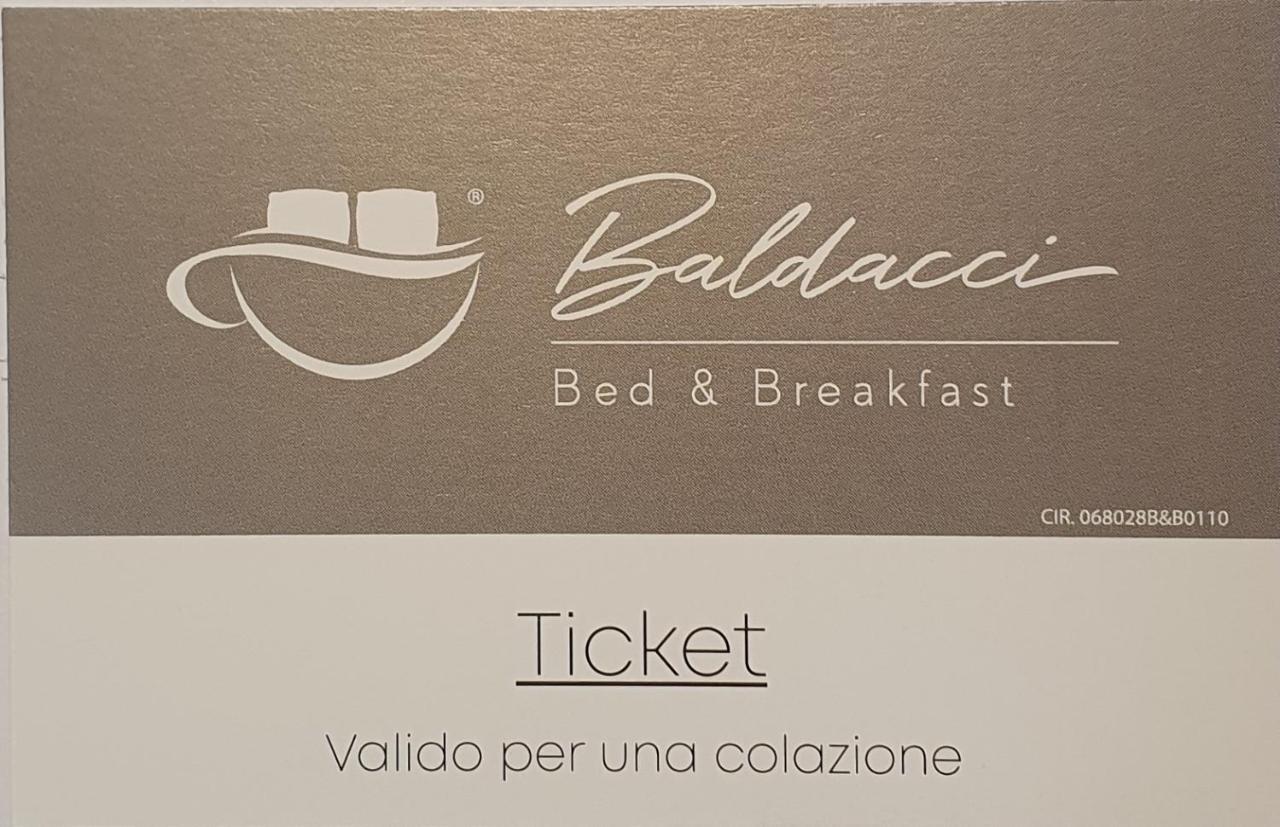 ®
Baldacci
Bed & Breakfast
CIR. 068028B&B0110
Ticket
Valido per una colazione